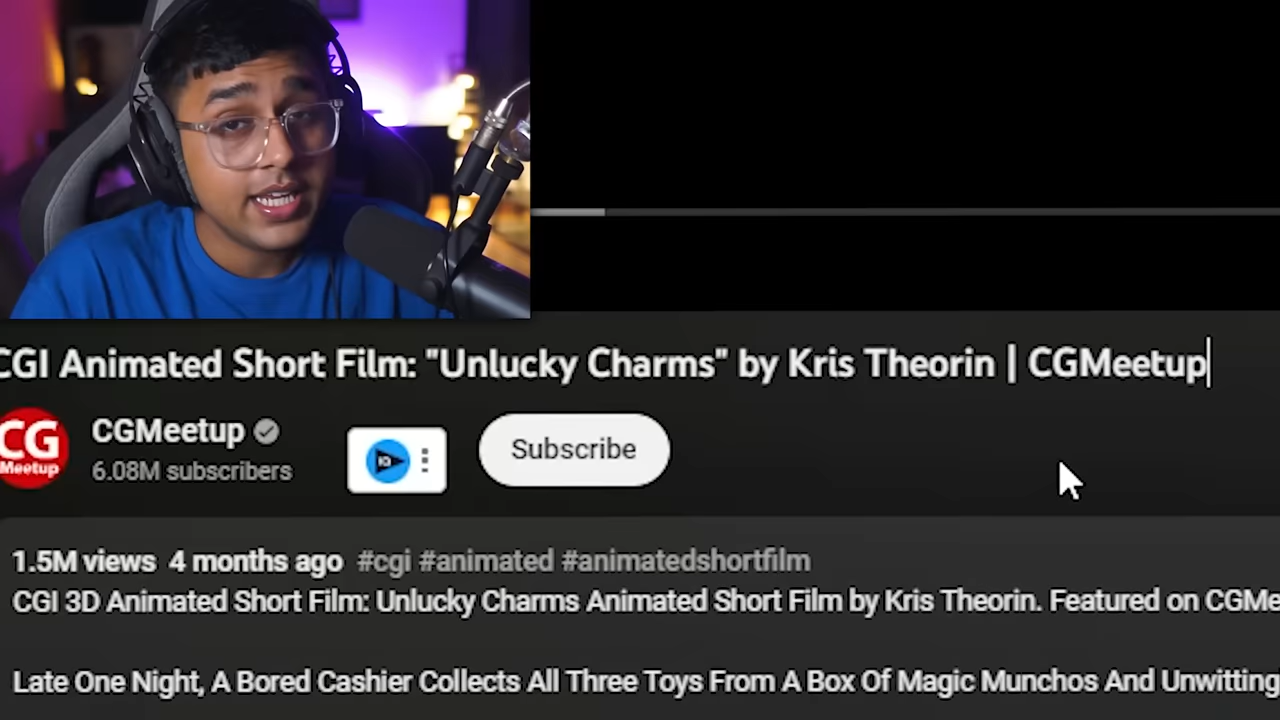 CGI Animated Short Film: "Unlucky Charms" by Kris Theorin | CGMeetup
CG
Meetup
CGMeetup
6.08M subscribers
IQ
Subscribe
1.5M views 4 months ago #cgi #animated #animatedshortfilm
CGI 3D Animated Short Film: Unlucky Charms Animated Short Film by Kris Theorin. Featured on CGMe
Late One Night, A Bored Cashier Collects All Three Toys From A Box Of Magic Munchos And Unwitting